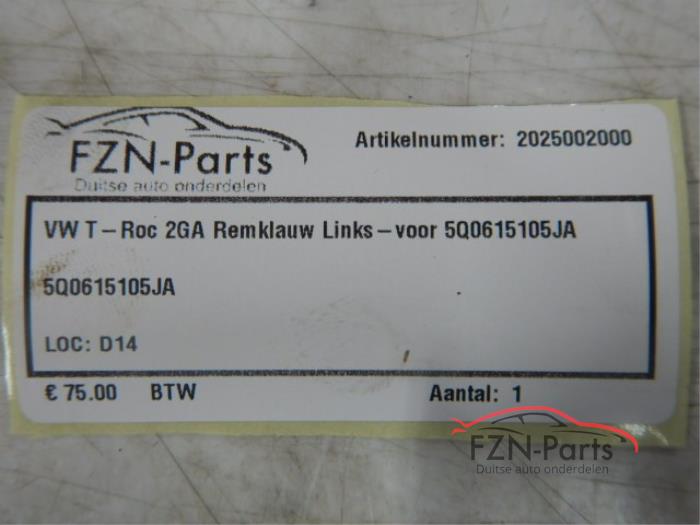 FZN-Parts
Duitse auto onderdelen
Artikelnummer: 2025002000
VW T-Roc 2GA Remklauw Links-voor 5Q0615105JA
5Q0615105JA
LOC: D14
€ 75.00 BTW Aantal: 1
FZN-Parts
Duitse auto onderdelen